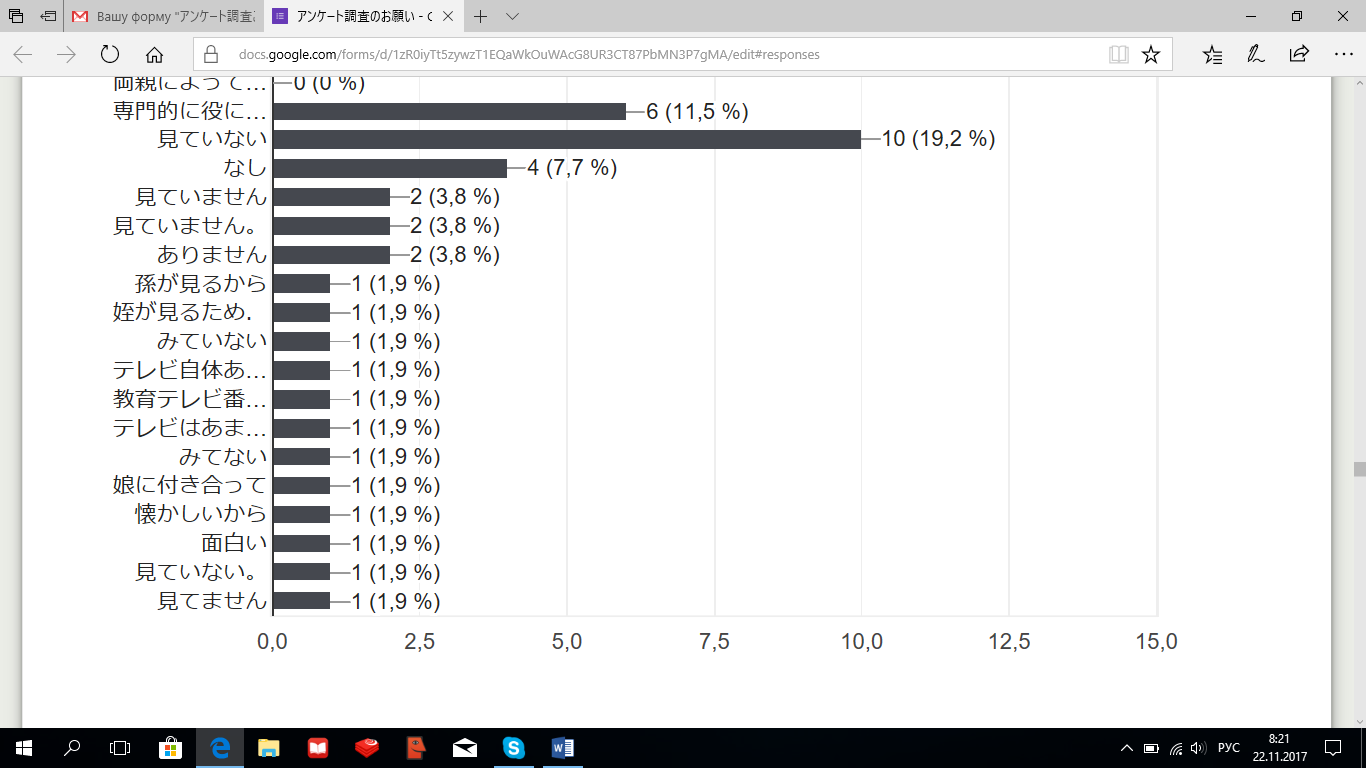 Вашу форму "アンケート調査
アンケート調査のお願い - G
docs.google.com/forms/d/1zR0iyTt5zywzT1EQaWkOuWAcG8UR3CT87PbMN3P7gMA/edit#responses
両親によって… 0 (0 %)
専門的に役に… 6 (11,5 %)
見ていない 10 (19,2 %)
なし 4 (7,7 %)
見ていません 2 (3,8 %)
見ていません。 2 (3,8 %)
ありません 2 (3,8 %)
孫が見るから 1 (1,9 %)
姪が見るため． 1 (1,9 %)
みていない 1 (1,9 %)
テレビ自体あ… 1 (1,9 %)
教育テレビ番… 1 (1,9 %)
テレビはあま… 1 (1,9 %)
みてない 1 (1,9 %)
娘に付き合って 1 (1,9 %)
懐かしいから 1 (1,9 %)
面白い 1 (1,9 %)
見ていない。 1 (1,9 %)
見てません 1 (1,9 %)
0,0 2,5 5,0 7,5 10,0 12,5 15,0
РУС
8:21
22.11.2017